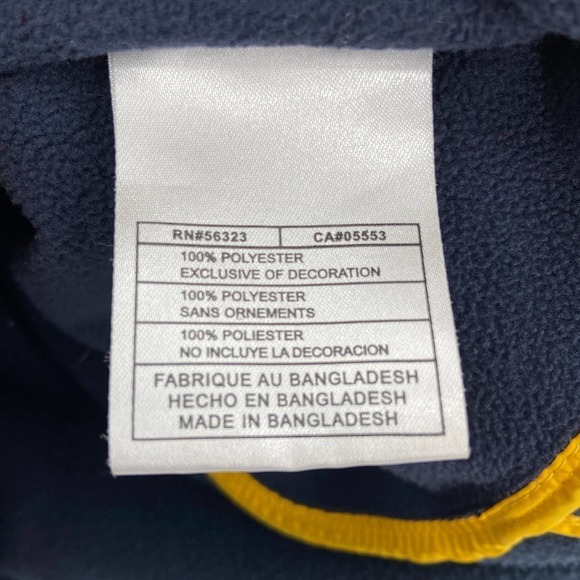 RN#56323 CA#05553
100% POLYESTER
EXCLUSIVE OF DECORATION
100% POLYESTER
SANS ORNEMENTS
100% POLIESTER
NO INCLUYE LA DECORACION
FABRIQUE AU BANGLADESH
HECHO EN BANGLADESH
MADE IN BANGLADESH